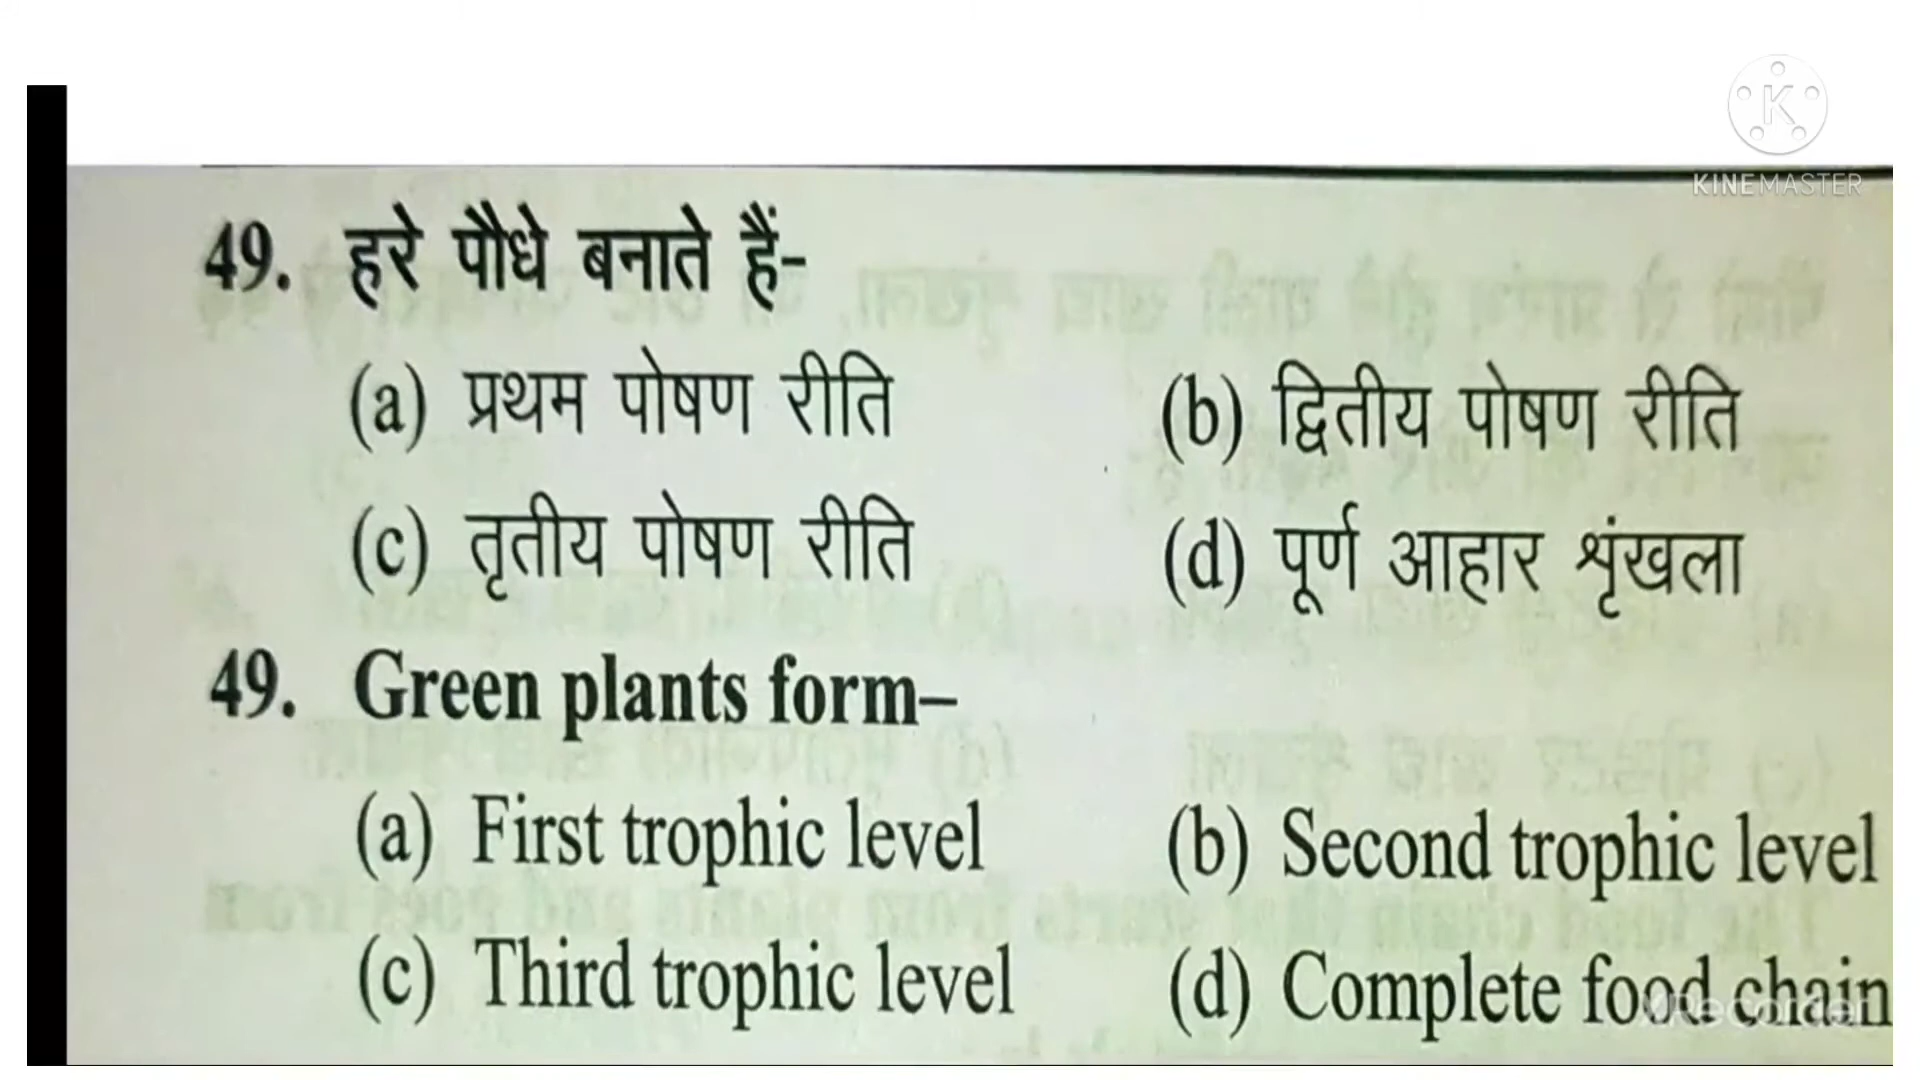 KINEMASTER
49. हरे पौधे बनाते हैं-
(a) प्रथम पोषण रीति (b) द्वितीय पोषण रीति
(c) तृतीय पोषण रीति (d) पूर्ण आहार श्रृंखला
49. Green plants form–
(a) First trophic level (b) Second trophic level
(c) Third trophic level (d) Complete food chain
XRecorder